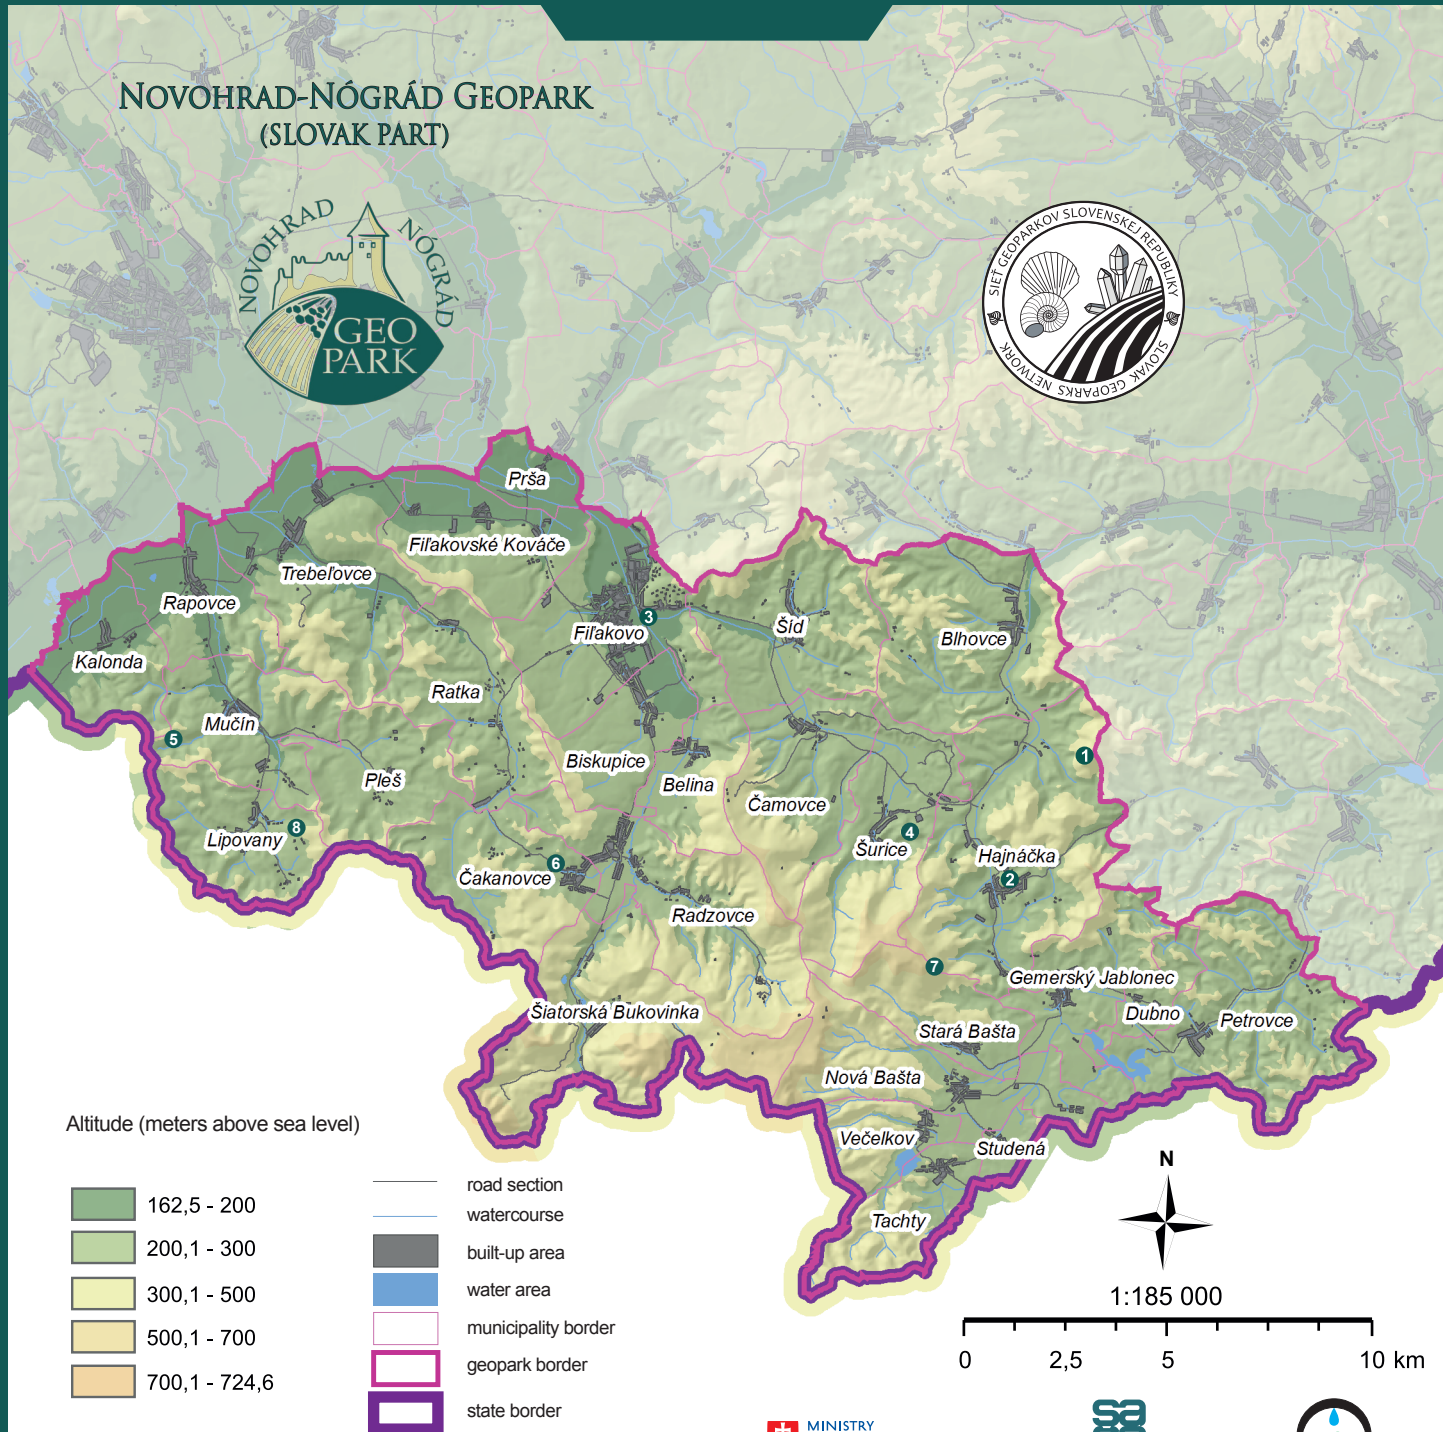 NOVOHRAD-NÓGRÁD GEOPARK
(SLOVAK PART)
NOVOHRAD NÓGRÁD
GEO
PARK
SIEŤ GEOPARKOV SLOVENSKEJ REPUBLIKY
SLOVAK GEOPARKS NETWORK
Prša
Fiľakovské Kováče
Trebeľovce
Rapovce
3
Fiľakovo
Šíd
Blhovce
Kalonda
Ratka
Mučín
5
1
Biskupice
Pleš
Belina
Čamovce
8
Lipovany
4
Šurice
Hajnáčka
6
Čakanovce
2
Radzovce
7
Gemerský Jablonec
Šiatorská Bukovinka
Dubno
Petrovce
Stará Bašta
Nová Bašta
Večelkov
Studená
Tachty
Altitude (meters above sea level)
162,5 - 200
200,1 - 300
300,1 - 500
500,1 - 700
700,1 - 724,6
road section
watercourse
built-up area
water area
municipality border
geopark border
state border
N
1:185 000
0 2,5 5 10 km
MINISTRY
sa